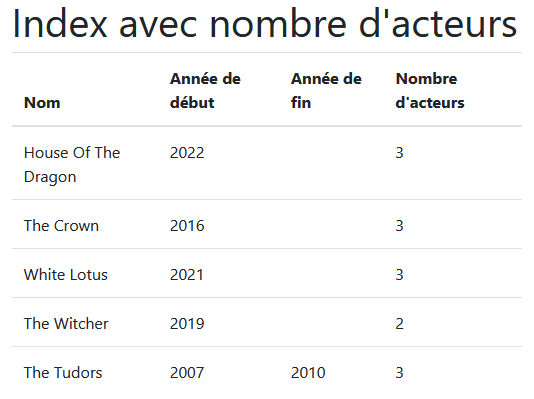 Index avec nombre d'acteurs
Nom Année de début Année de fin Nombre d'acteurs
House Of The Dragon 2022 3
The Crown 2016 3
White Lotus 2021 3
The Witcher 2019 2
The Tudors 2007 2010 3